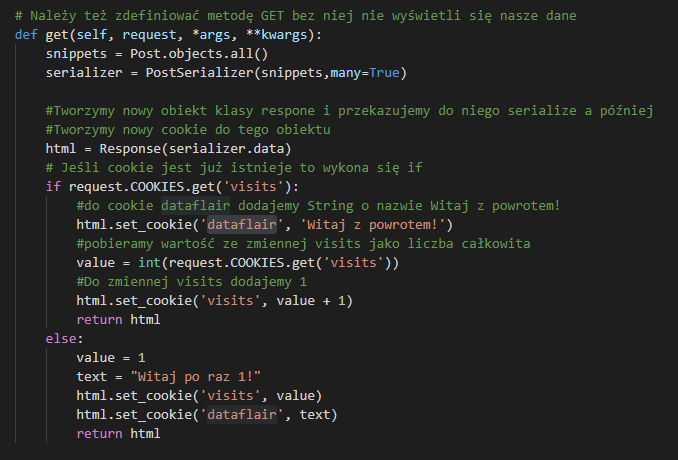 # Należy też zdefiniować metodę GET bez niej nie wyświetli się nasze dane
def get(self, request, *args, **kwargs):
snippets = Post.objects.all()
serializer = PostSerializer(snippets,many=True)
#Tworzymy nowy obiekt klasy respone i przekazujemy do niego serialize a później
#Tworzymy nowy cookie do tego obiektu
html = Response(serializer.data)
# Jeśli cookie jest już istnieje to wykona się if
if request.COOKIES.get('visits'):
#do cookie dataflair dodajemy String o nazwie Witaj z powrotem!
html.set_cookie('dataflair', 'Witaj z powrotem!')
#pobieramy wartość ze zmiennej visits jako liczba całkowita
value = int(request.COOKIES.get('visits'))
#Do zmiennej visits dodajemy 1
html.set_cookie('visits', value + 1)
return html
else:
value = 1
text = "Witaj po raz 1!"
html.set_cookie('visits', value)
html.set_cookie('dataflair', text)
return html